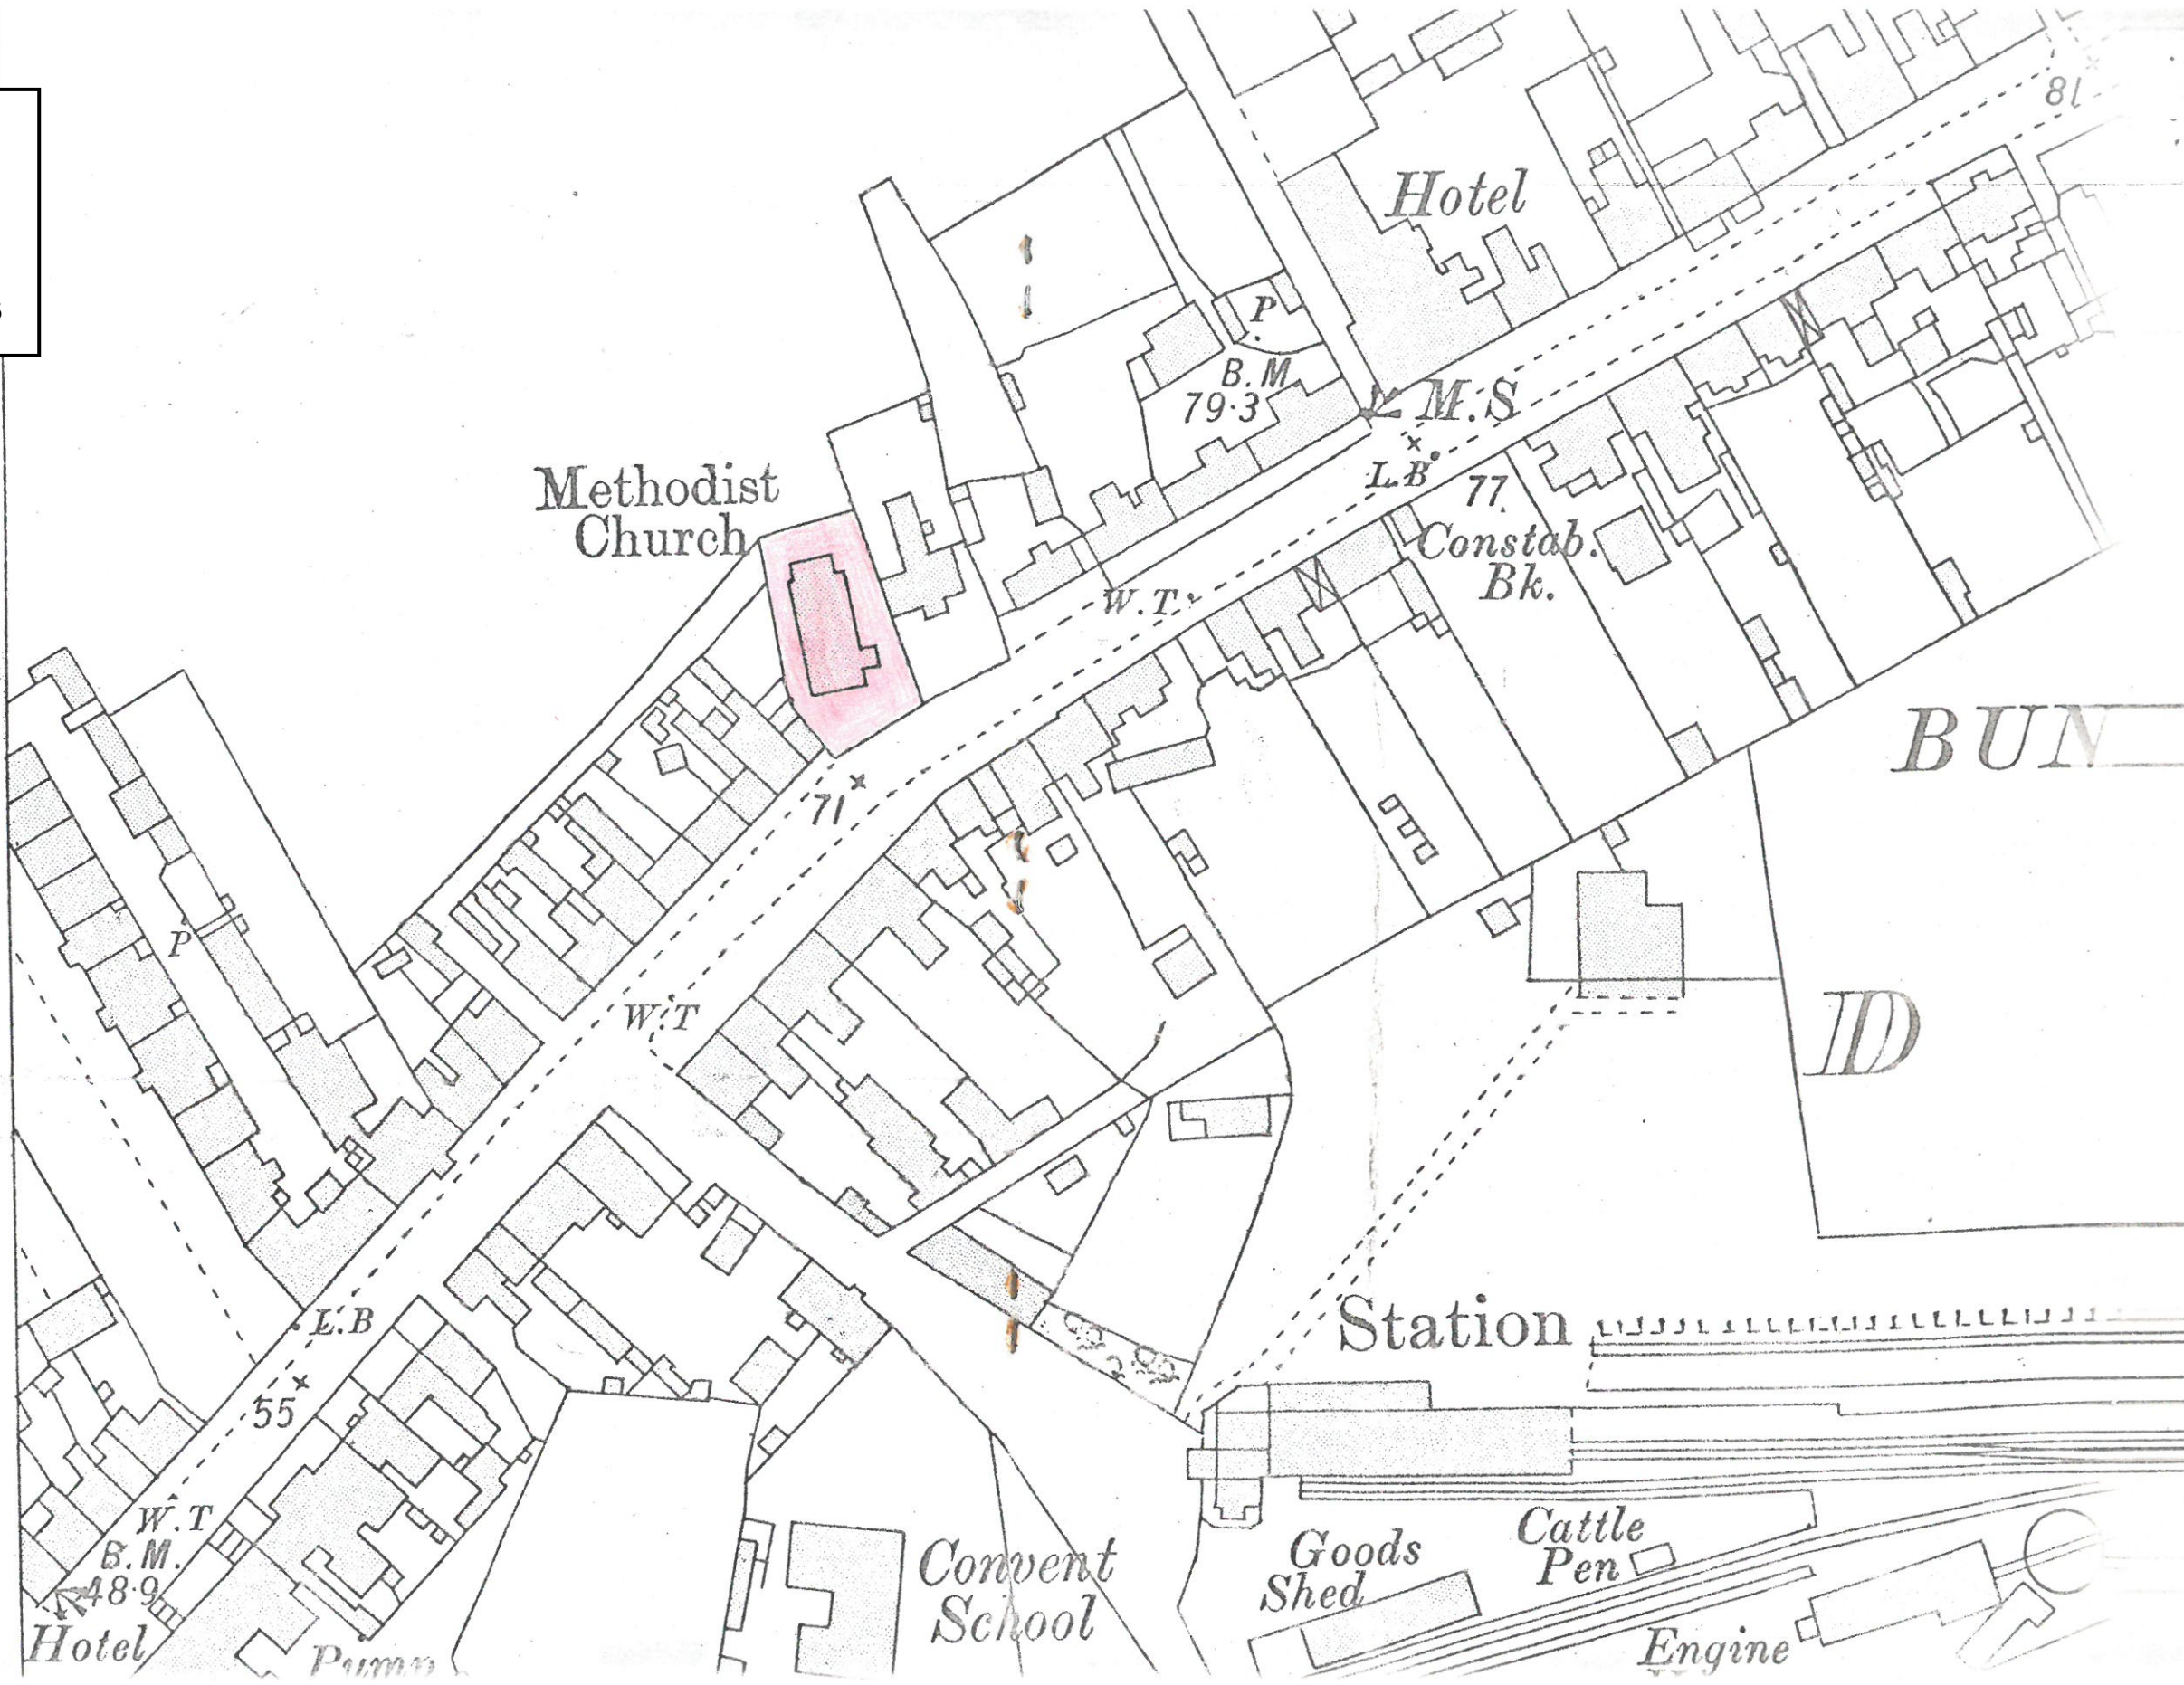 81
Hotel
P
B.M.
79·3
M.S
L.B
77
Constab.
Bk.
Methodist
Church
W.T.
BUN
71
P
W.T
D
L.B
Station
55
W.T
B.M.
48·9
Hotel
Pump
Convent
School
Goods
Shed
Cattle
Pen
Engine